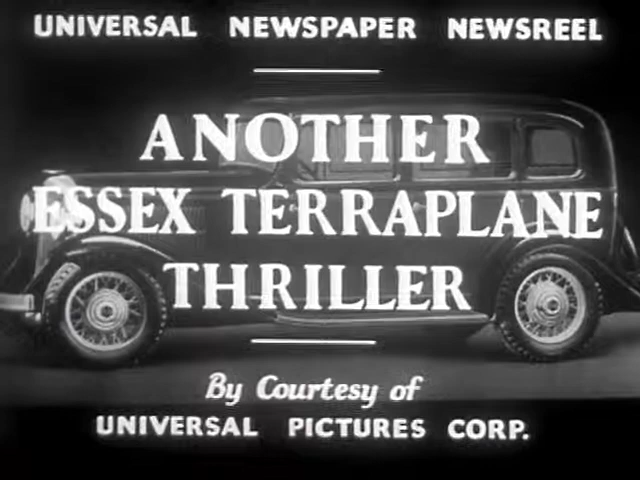 UNIVERSAL NEWSPAPER NEWSREEL
ANOTHER
ESSEX TERRAPLANE
THRILLER
By Courtesy of
UNIVERSAL PICTURES CORP.